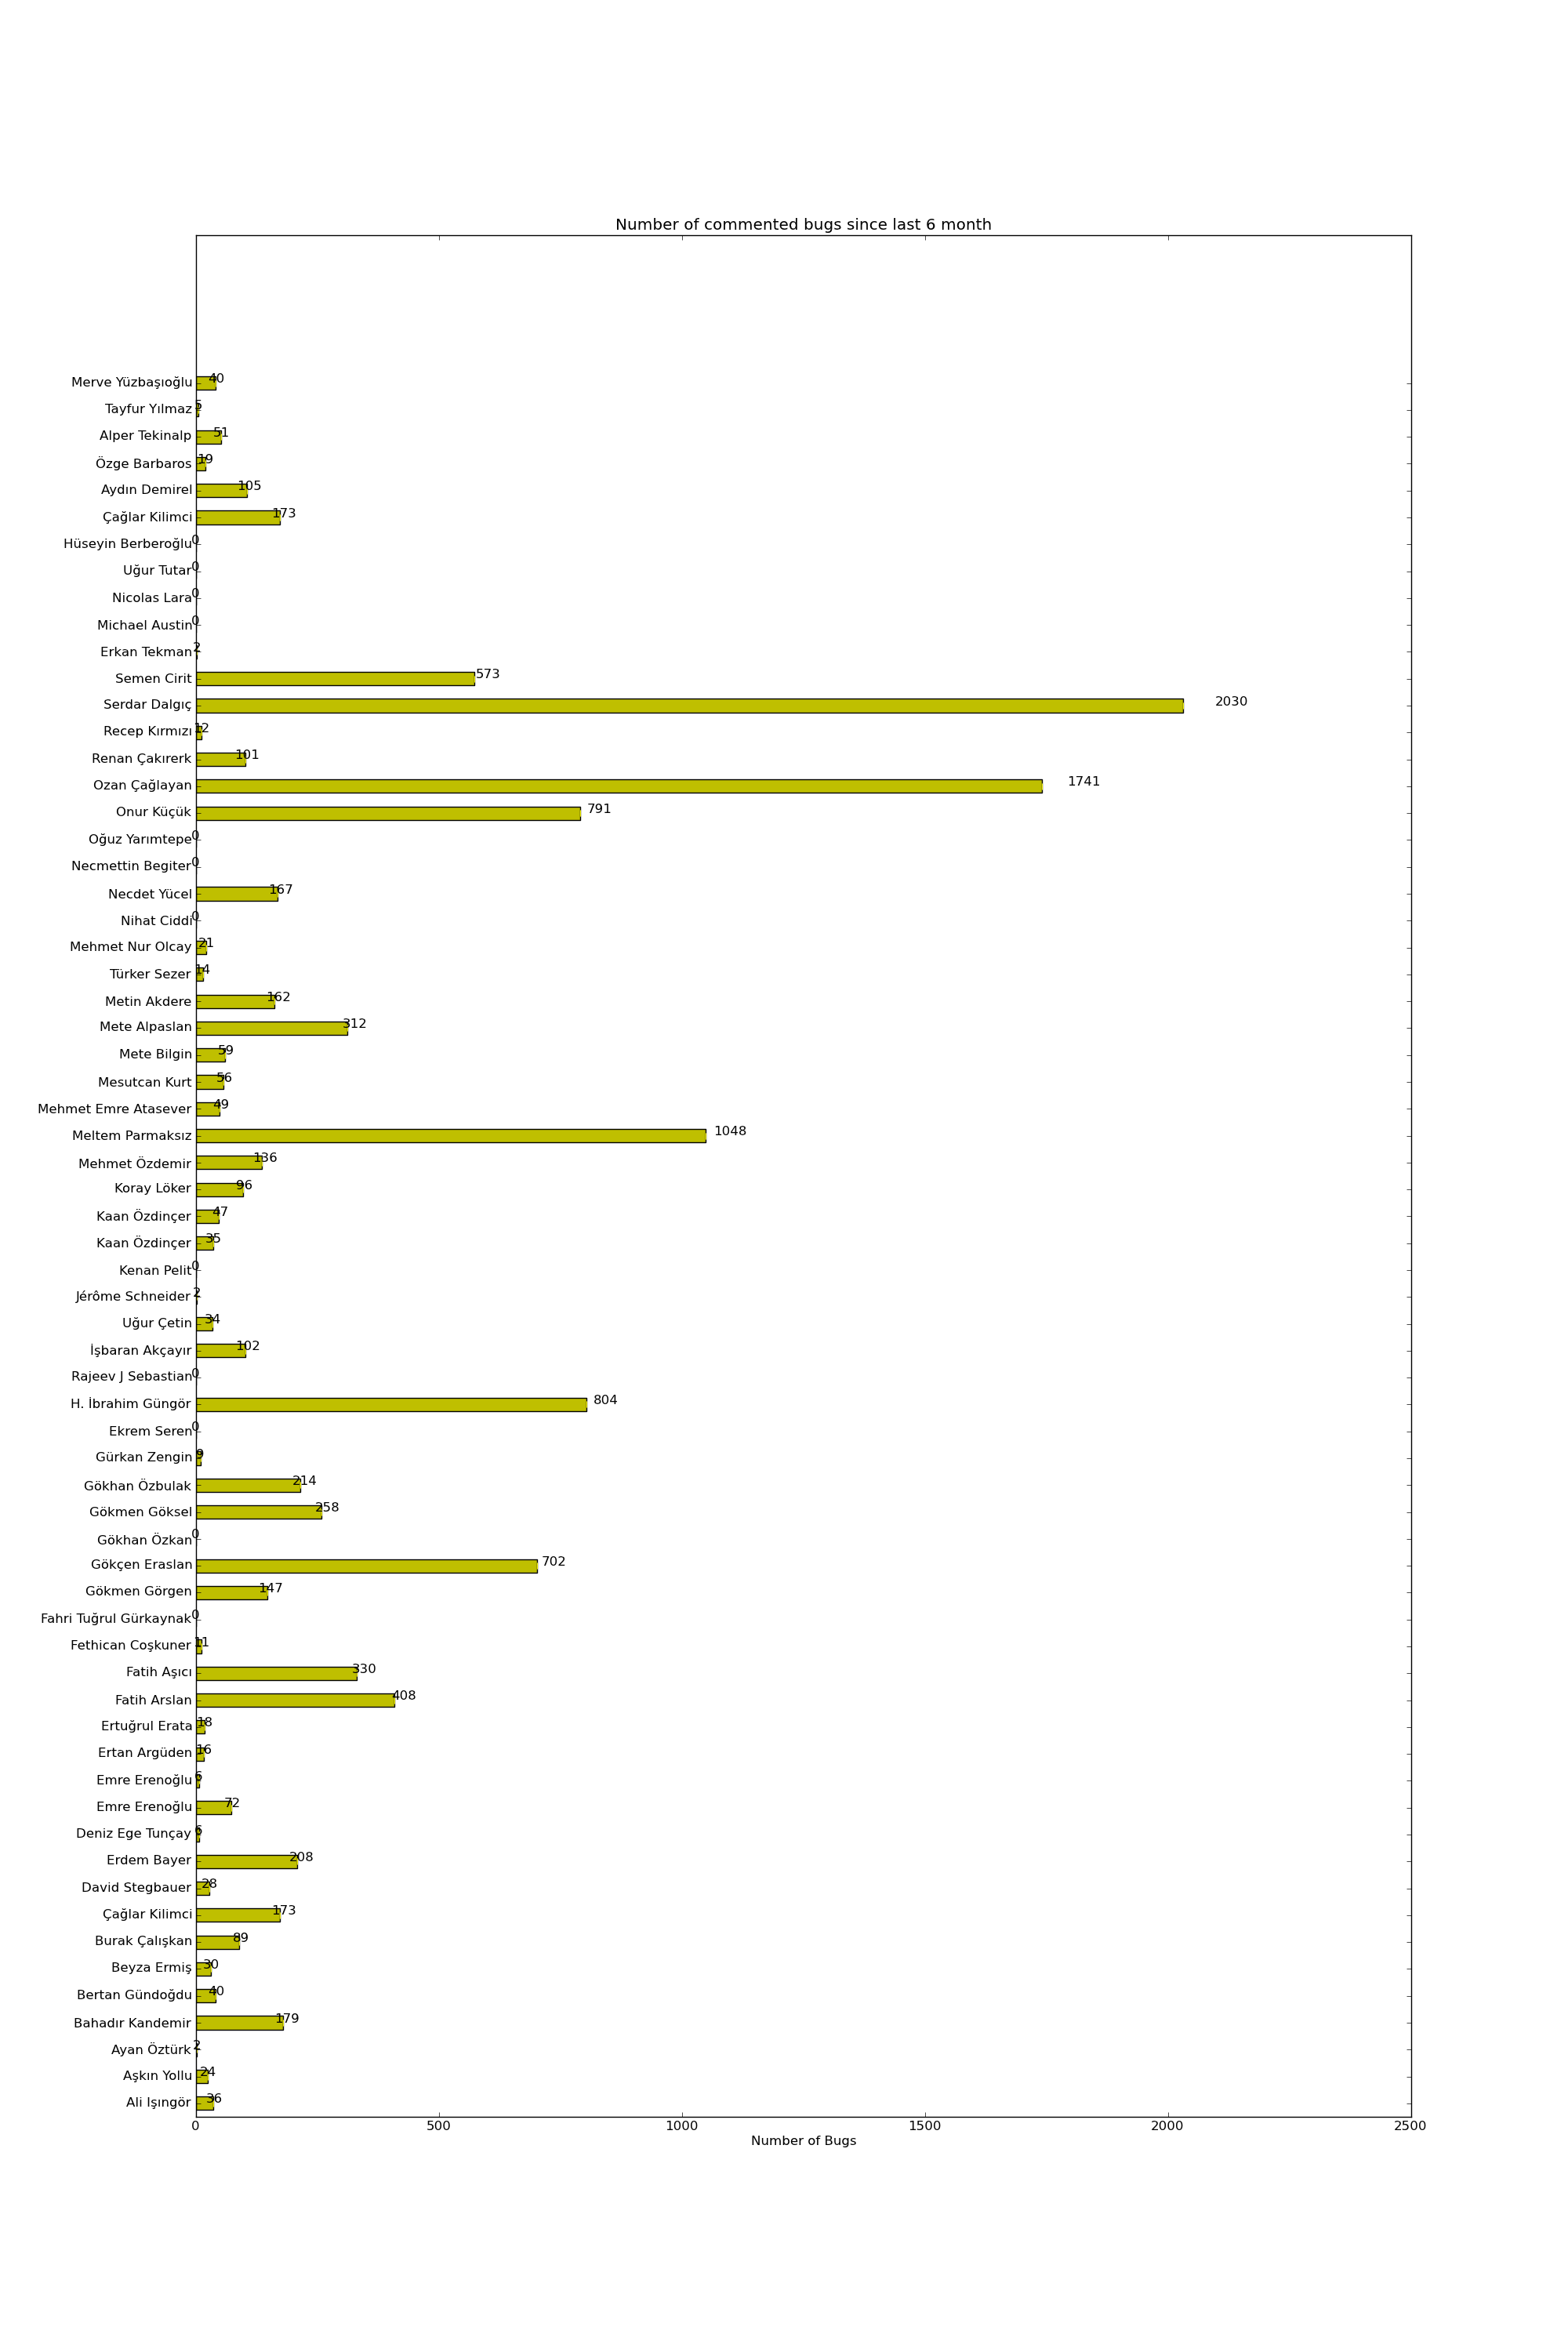 Number of commented bugs since last 6 month
Merve Yüzbaşıoğlu 40
Tayfur Yılmaz 5
Alper Tekinalp 51
Özge Barbaros 19
Aydın Demirel 105
Çağlar Kilimci 173
Hüseyin Berberoğlu 0
Uğur Tutar 0
Nicolas Lara 0
Michael Austin 0
Erkan Tekman 2
Semen Cirit 573
Serdar Dalgıç 2030
Recep Kırmızı 12
Renan Çakırerk 101
Ozan Çağlayan 1741
Onur Küçük 791
Oğuz Yarımtepe 0
Necmettin Begiter 0
Necdet Yücel 167
Nihat Ciddi 0
Mehmet Nur Olcay 21
Türker Sezer 14
Metin Akdere 162
Mete Alpaslan 312
Mete Bilgin 59
Mesutcan Kurt 56
Mehmet Emre Atasever 49
Meltem Parmaksız 1048
Mehmet Özdemir 136
Koray Löker 96
Kaan Özdinçer 47
Kaan Özdinçer 35
Kenan Pelit 0
Jérôme Schneider 2
Uğur Çetin 34
İşbaran Akçayır 102
Rajeev J Sebastian 0
H. İbrahim Güngör 804
Ekrem Seren 0
Gürkan Zengin 9
Gökhan Özbulak 214
Gökmen Göksel 258
Gökhan Özkan 0
Gökçen Eraslan 702
Gökmen Görgen 147
Fahri Tuğrul Gürkaynak 0
Fethican Coşkuner 11
Fatih Aşıcı 330
Fatih Arslan 408
Ertuğrul Erata 18
Ertan Argüden 16
Emre Erenoğlu 6
Emre Erenoğlu 72
Deniz Ege Tunçay 6
Erdem Bayer 208
David Stegbauer 28
Çağlar Kilimci 173
Burak Çalışkan 89
Beyza Ermiş 30
Bertan Gündoğdu 40
Bahadır Kandemir 179
Ayan Öztürk 2
Aşkın Yollu 24
Ali Işıngör 36
0 500 1000 1500 2000 2500
Number of Bugs